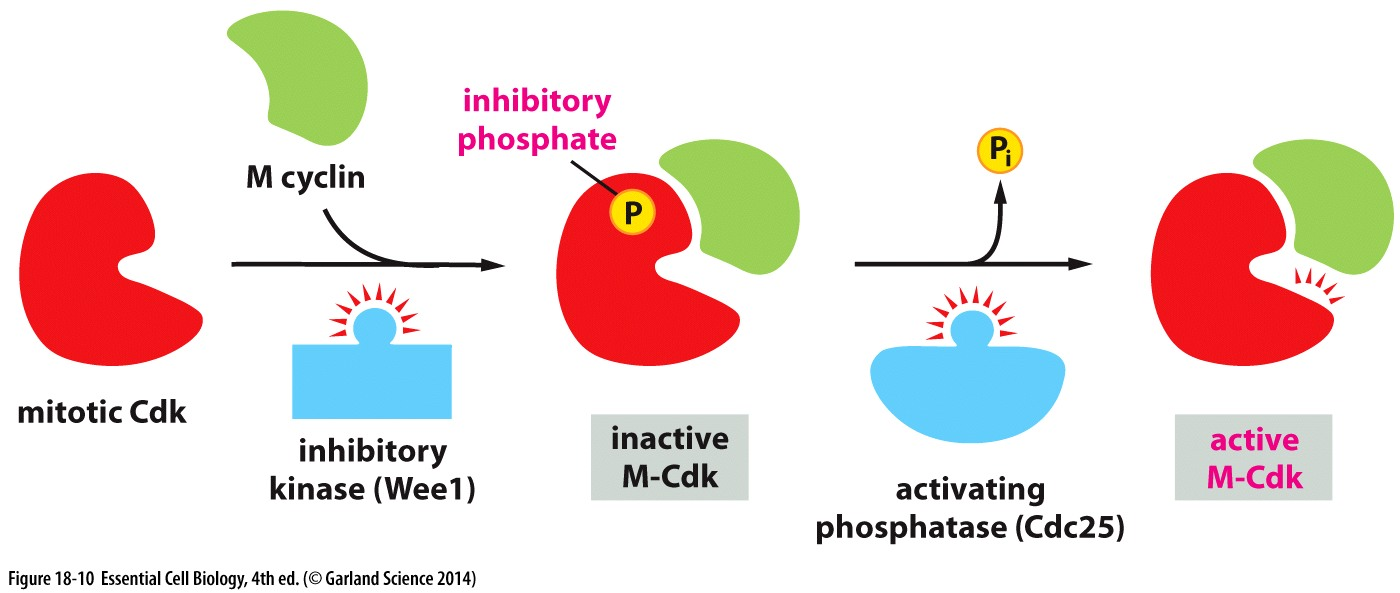 M cyclin
inhibitory
phosphate
P
Pi
mitotic Cdk
inhibitory
kinase (Wee1)
inactive
M-Cdk
activating
phosphatase (Cdc25)
active
M-Cdk
Figure 18-10 Essential Cell Biology, 4th ed. (© Garland Science 2014)